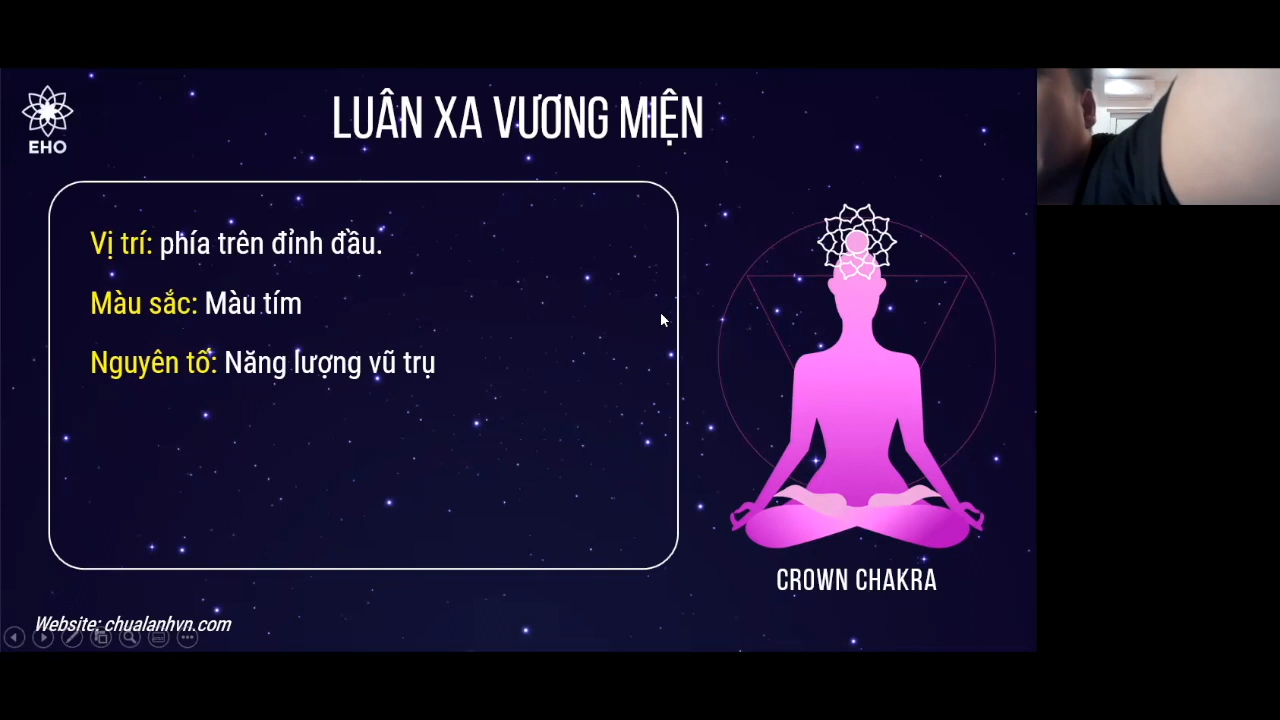 EHO
LUÂN XA VƯƠNG MIỆN
Vị trí: phía trên đỉnh đầu.
Màu sắc: Màu tím
Nguyên tố: Năng lượng vũ trụ
CROWN CHAKRA
Website: chualanhvn.com